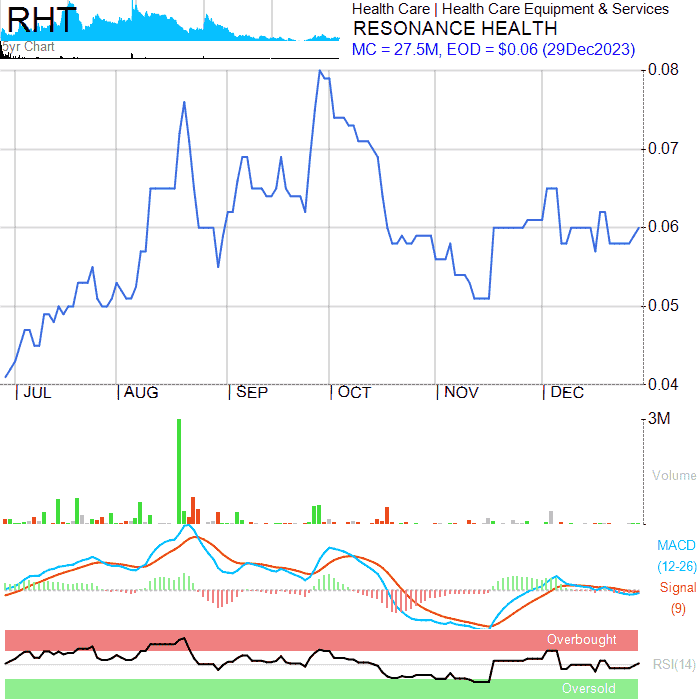 RHT
5yr Chart
Health Care | Health Care Equipment & Services
RESONANCE HEALTH
MC = 27.5M, EOD = $0.06 (29Dec2023)
0.08
0.07
0.06
0.05
0.04
JUL AUG SEP OCT NOV DEC
3M
Volume
MACD
(12-26)
Signal
(9)
Overbought
RSI(14)
Oversold